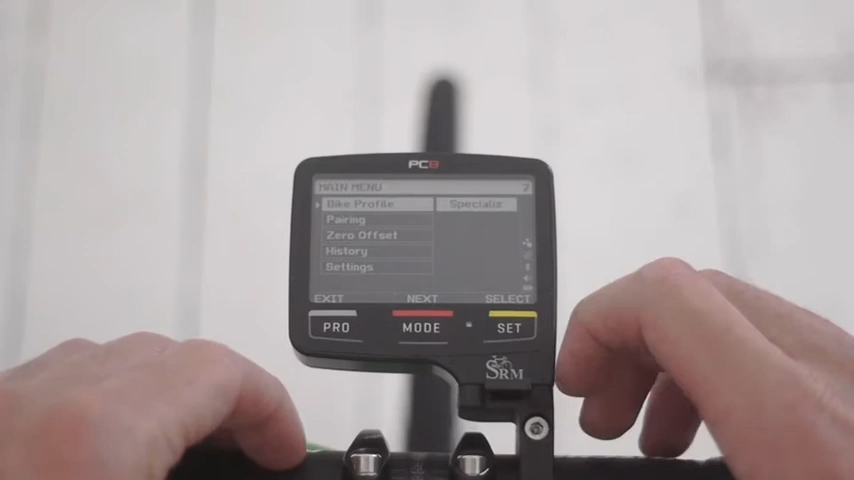 PC8
MAIN MENU
Bike Profile Specializ
Pairing
Zero Offset
History
Settings
EXIT NEXT SELECT
PRO MODE SET
SRM